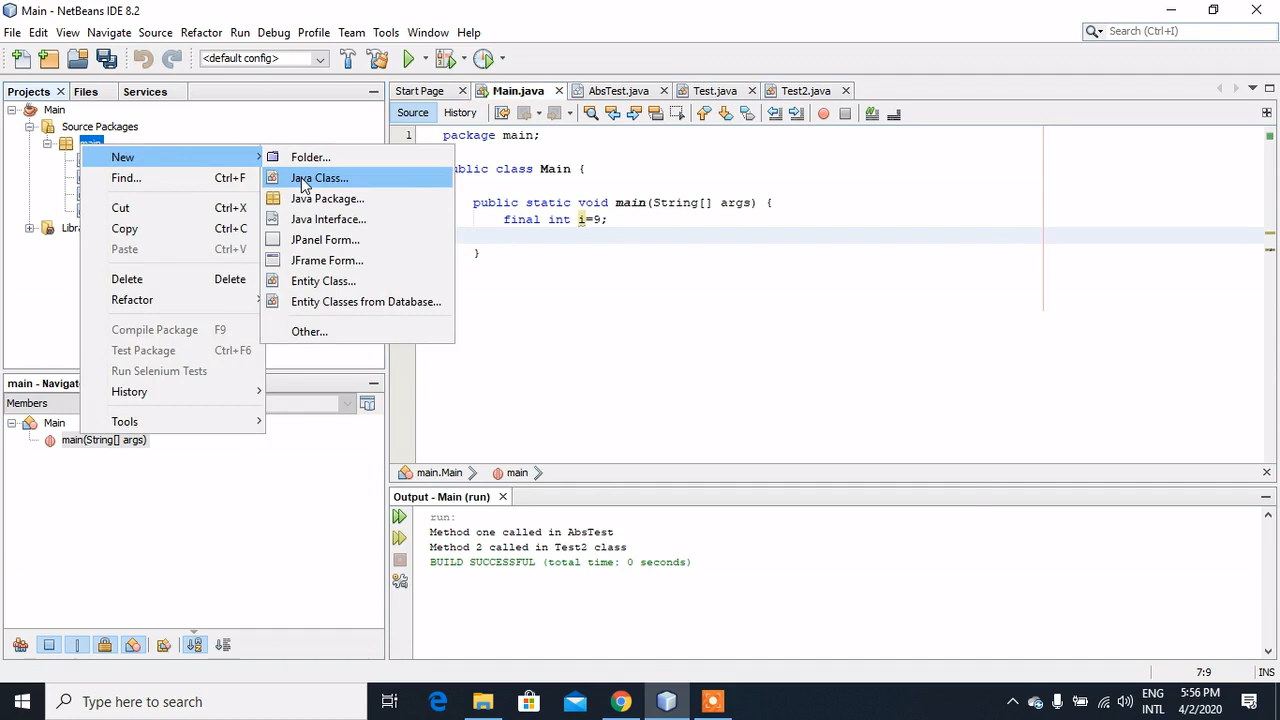 Main - NetBeans IDE 8.2
File Edit View Navigate Source Refactor Run Debug Profile Team Tools Window Help
Search (Ctrl+I)
<default config>
Projects Files Services
Start Page Main.java AbsTest.java Test.java Test2.java
Source History
Main
Source Packages
main
New
Find... Ctrl+F
Cut Ctrl+X
Copy Ctrl+C
Paste Ctrl+V
Delete Delete
Refactor
Compile Package F9
Test Package Ctrl+F6
Run Selenium Tests
History
Tools
Folder...
Java Class...
Java Package...
Java Interface...
JPanel Form...
JFrame Form...
Entity Class...
Entity Classes from Database...
Other...
1 package main;
ublic class Main {
public static void main(String[] args) {
final int i=9;
}
main - Naviga
Members
Main
main(String[] args)
main.Main main
Output - Main (run)
run:
Method one called in AbsTest
Method 2 called in Test2 class
BUILD SUCCESSFUL (total time: 0 seconds)
7:9 INS
Type here to search
ENG
INTL
5:56 PM
4/2/2020